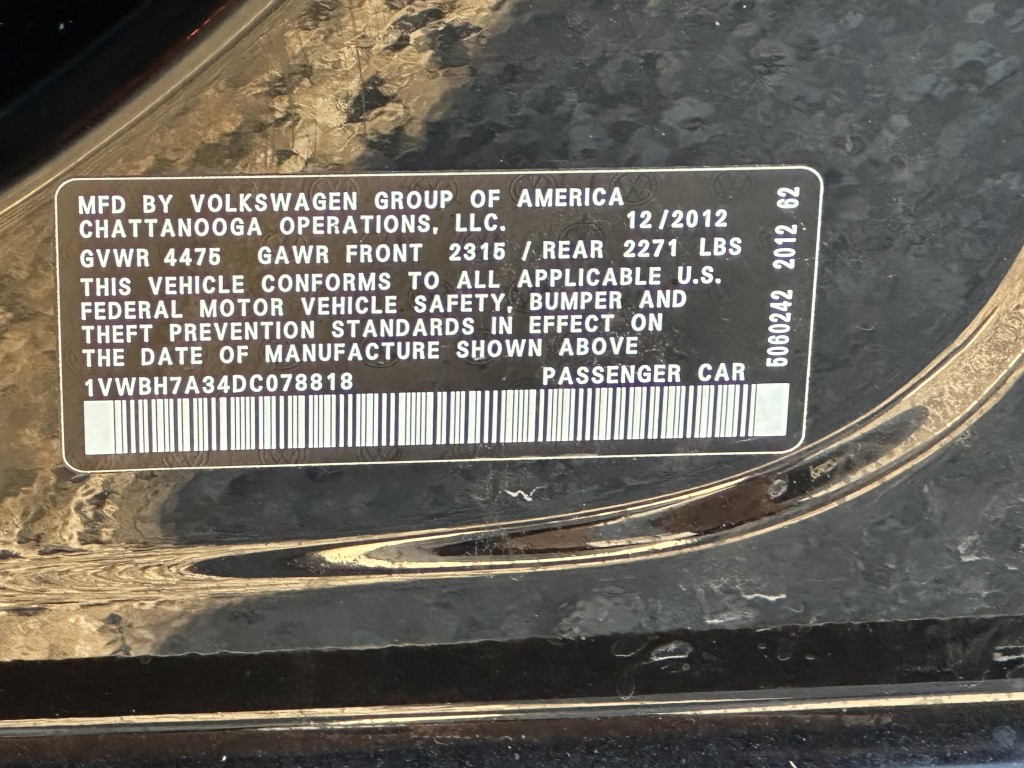 MFD BY VOLKSWAGEN GROUP OF AMERICA
CHATTANOOGA OPERATIONS, LLC. 12/2012
GVWR 4475 GAWR FRONT 2315 / REAR 2271 LBS
THIS VEHICLE CONFORMS TO ALL APPLICABLE U.S.
FEDERAL MOTOR VEHICLE SAFETY, BUMPER AND
THEFT PREVENTION STANDARDS IN EFFECT ON
THE DATE OF MANUFACTURE SHOWN ABOVE
1VWBH7A34DC078818 PASSENGER CAR
5060242 2012 62